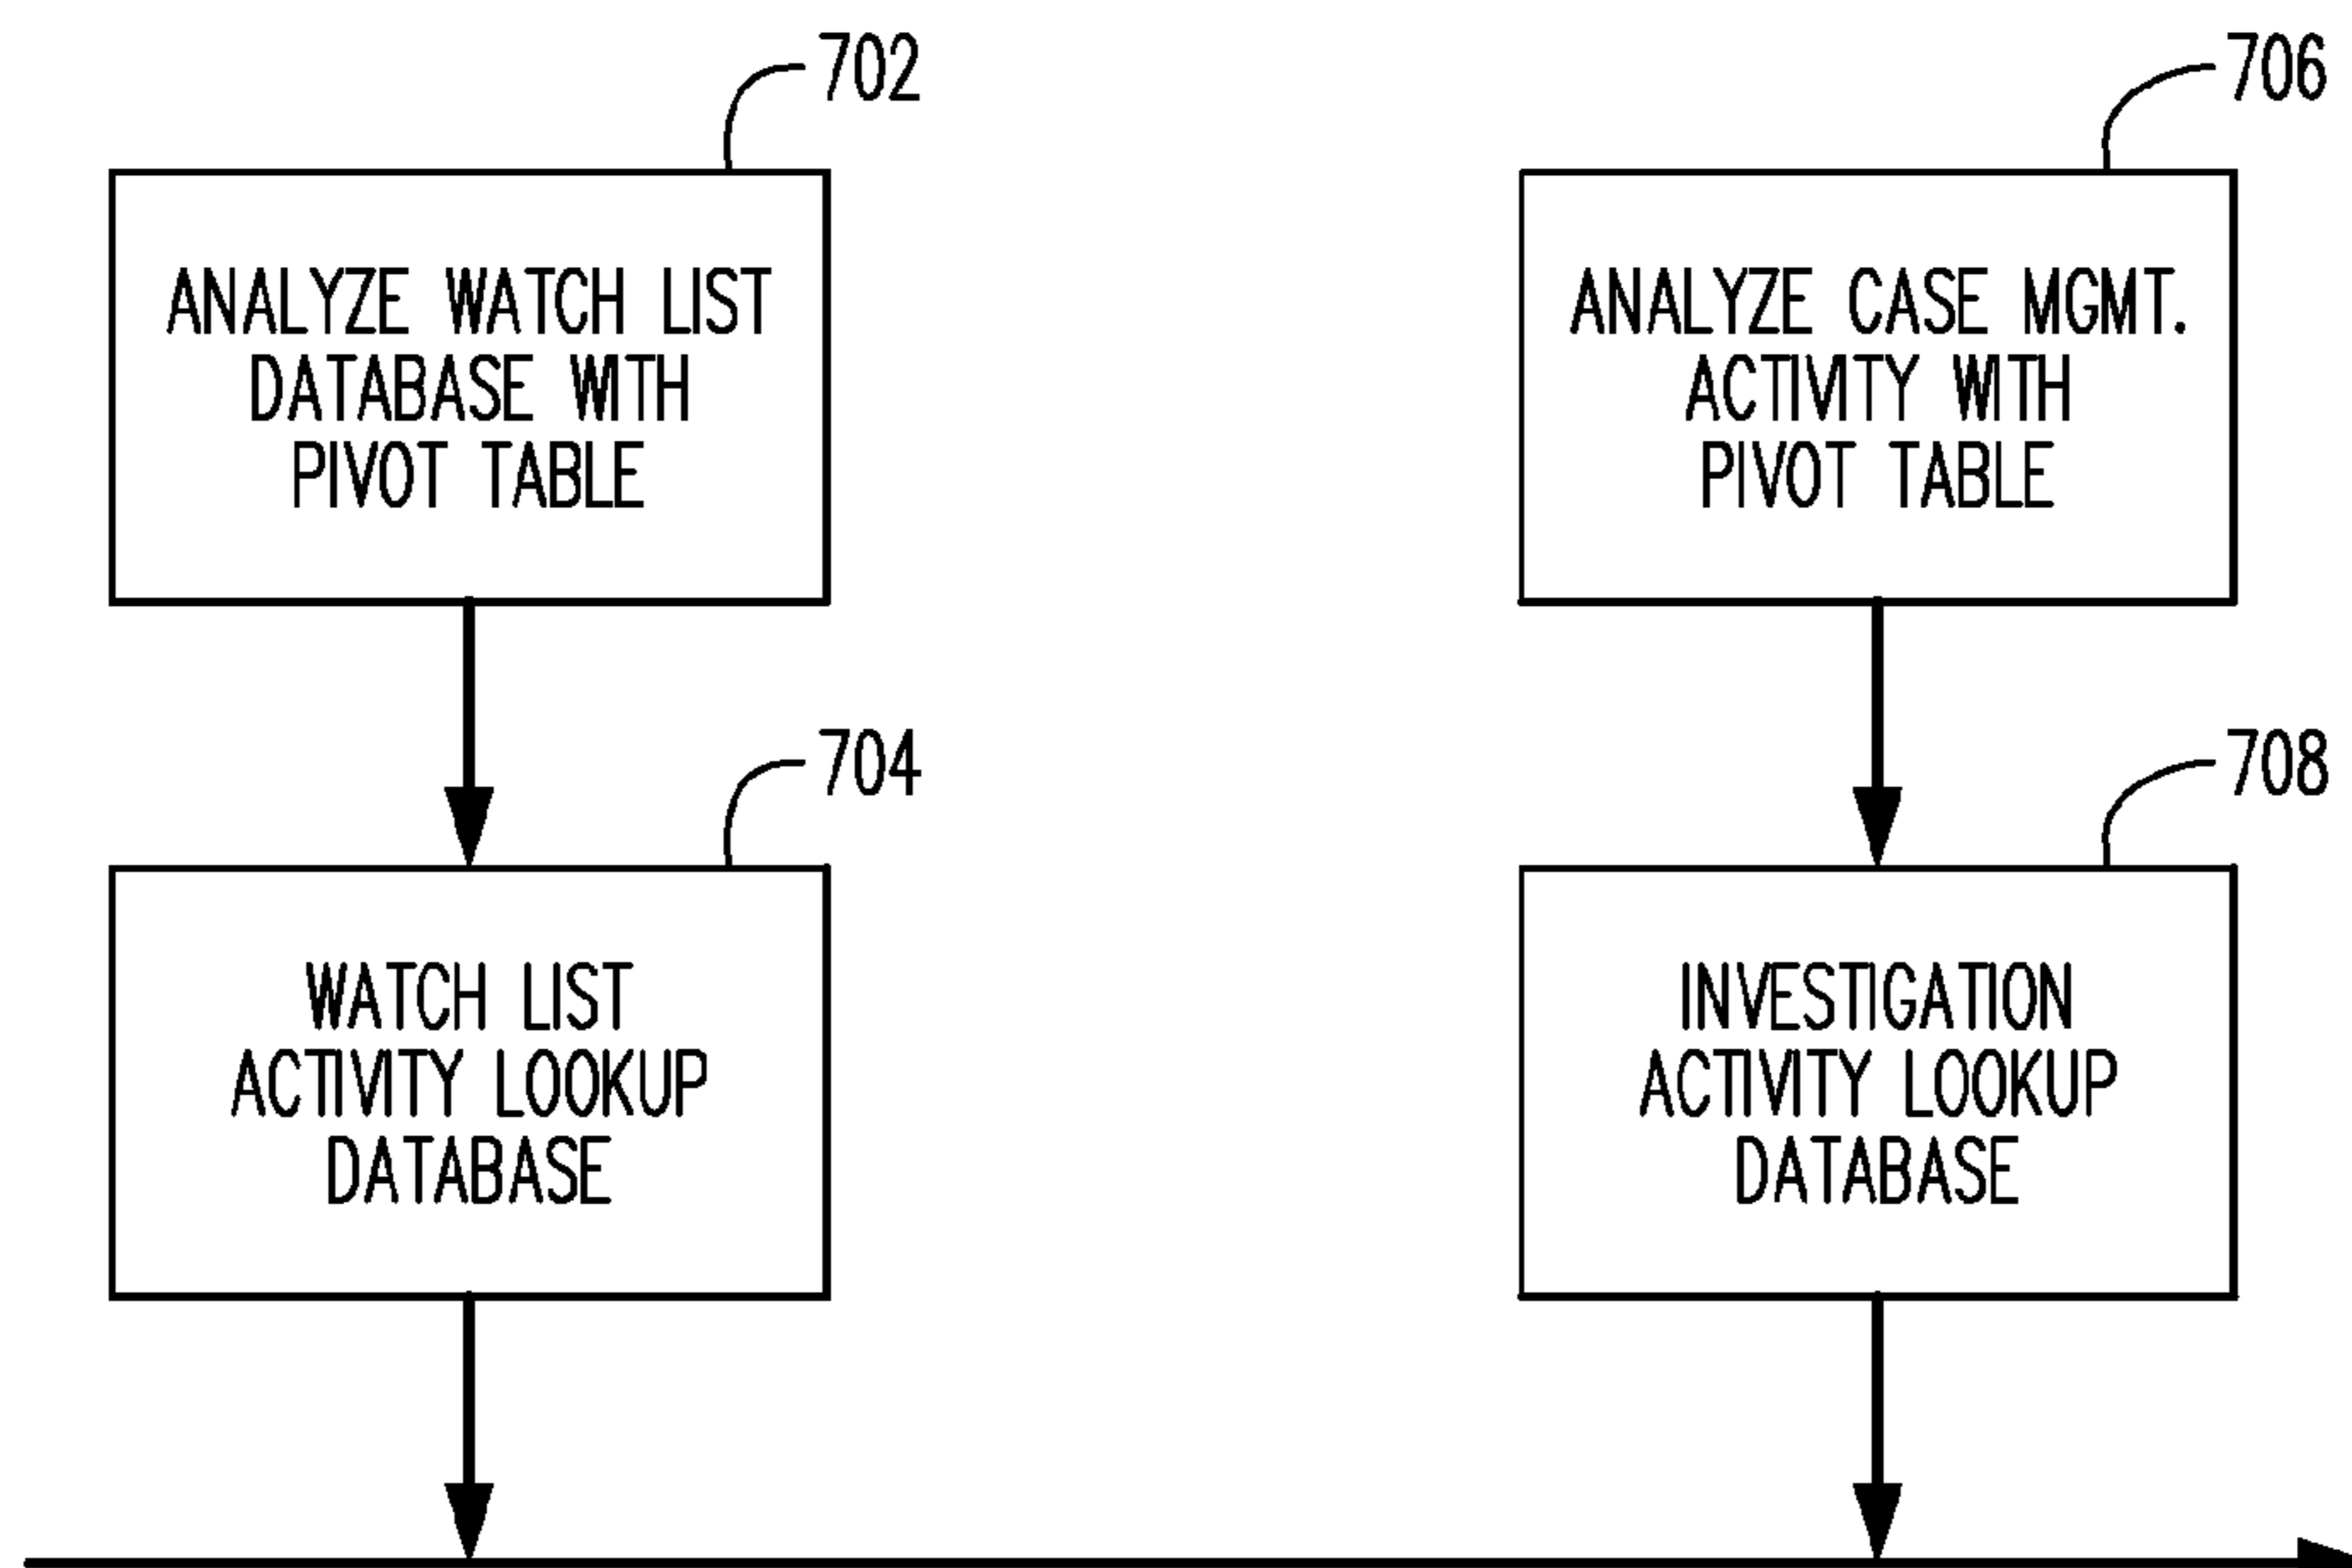 702
ANALYZE WATCH LIST
DATABASE WITH
PIVOT TABLE
706
ANALYZE CASE MGMT.
ACTIVITY WITH
PIVOT TABLE
704
WATCH LIST
ACTIVITY LOOKUP
DATABASE
708
INVESTIGATION
ACTIVITY LOOKUP
DATABASE